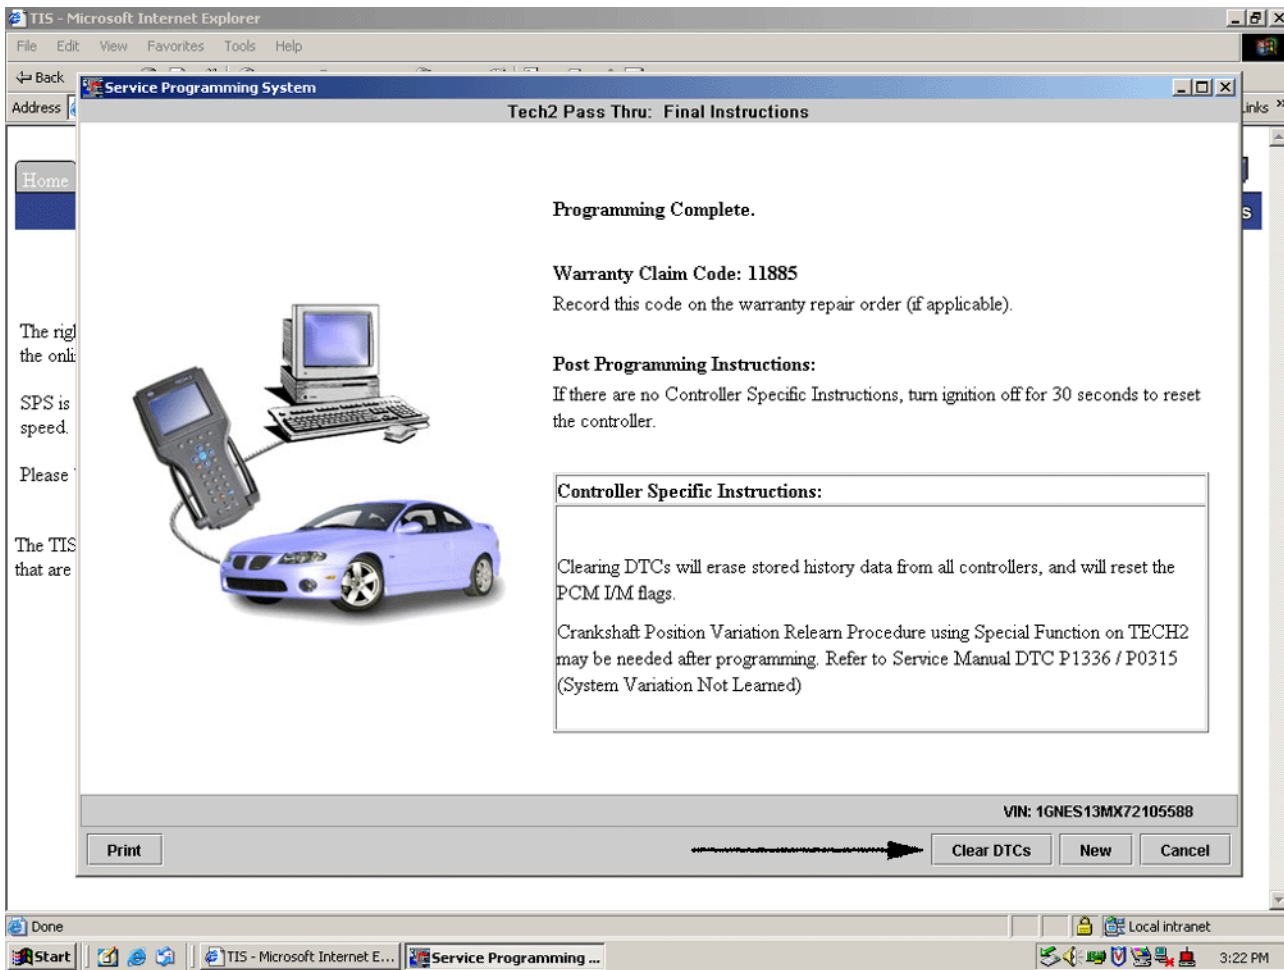 TIS - Microsoft Internet Explorer
File Edit View Favorites Tools Help
Back
Address
Links »
Service Programming System
Tech2 Pass Thru: Final Instructions
Home
s
Programming Complete.
Warranty Claim Code: 11885
Record this code on the warranty repair order (if applicable).
The rig
the onli
Post Programming Instructions:
If there are no Controller Specific Instructions, turn ignition off for 30 seconds to reset
the controller.
SPS is
speed.
Please
Controller Specific Instructions:
The TIS
that are
Clearing DTCs will erase stored history data from all controllers, and will reset the
PCM I/M flags.
Crankshaft Position Variation Relearn Procedure using Special Function on TECH2
may be needed after programming. Refer to Service Manual DTC P1336 / P0315
(System Variation Not Learned)
VIN: 1GNES13MX72105588
Print
Clear DTCs
New
Cancel
Done
Local intranet
Start
TIS - Microsoft Internet E...
Service Programming ...
3:22 PM